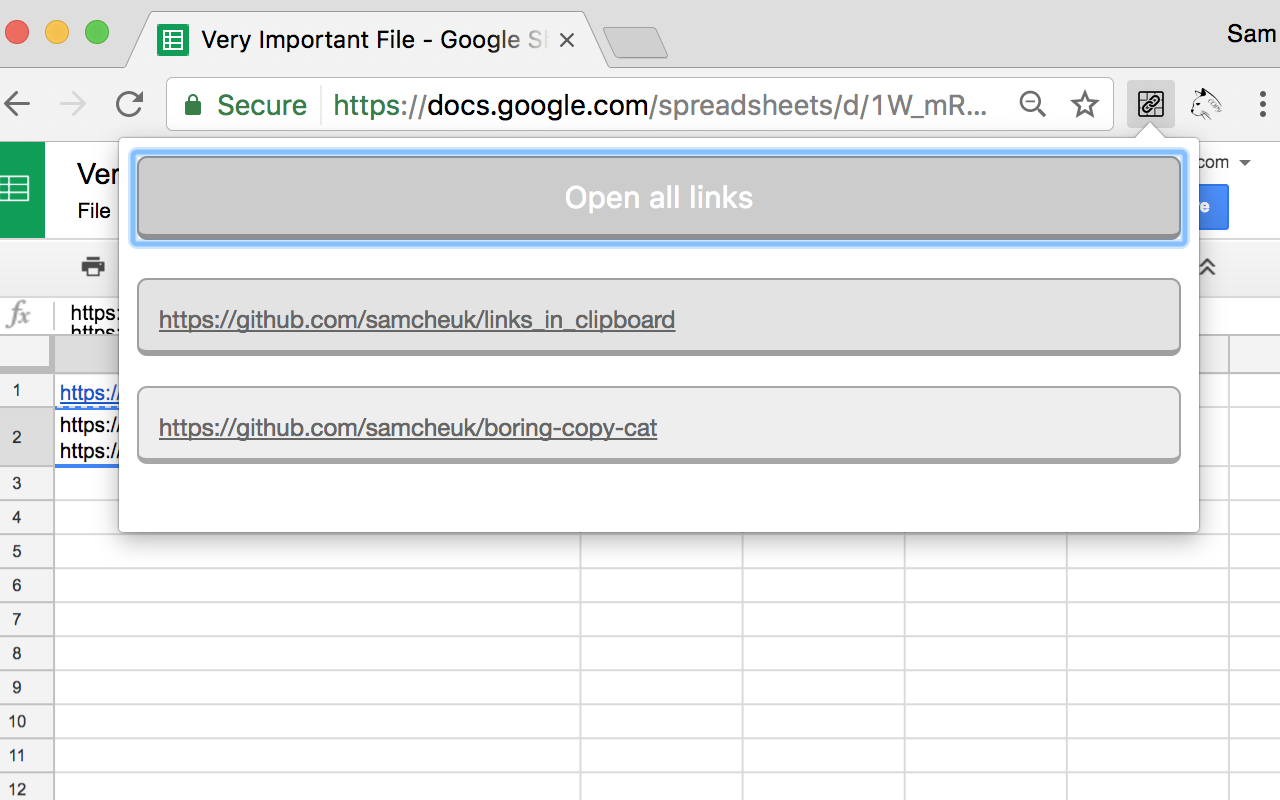 Very Important File - Google Sh
Sam
Secure
https://docs.google.com/spreadsheets/d/1W_mR...
Ver
com
File
Open all links
https:
https:
https://github.com/samcheuk/links_in_clipboard
1
https://
https://github.com/samcheuk/boring-copy-cat
2
https://
https://
3
4
5
6
7
8
9
10
11
12